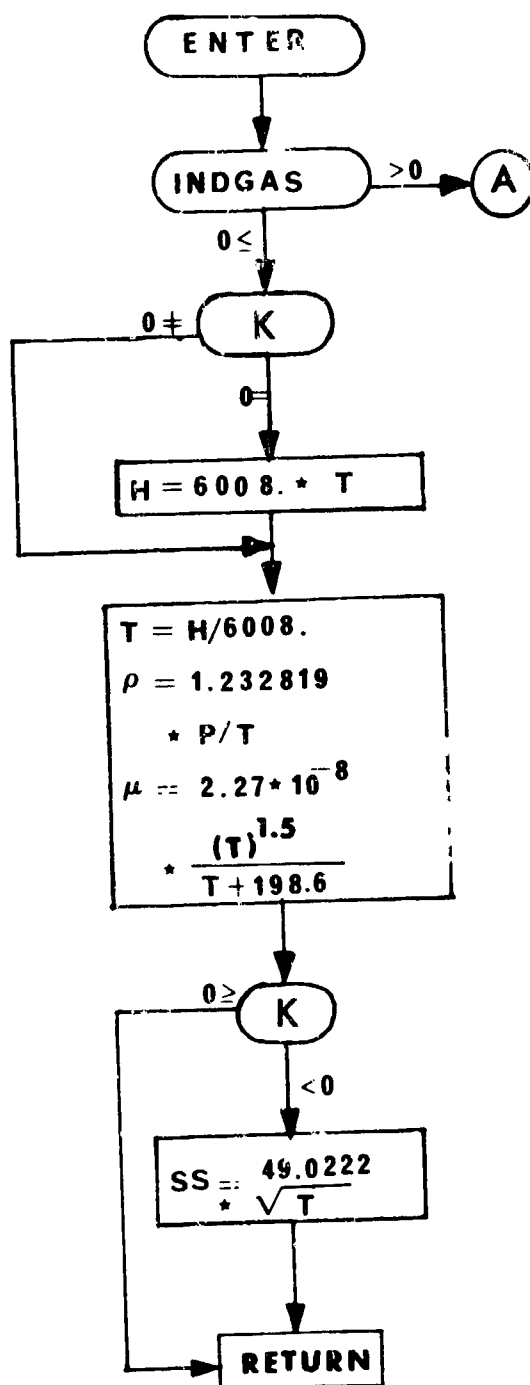 ENTER
INDGAS
>0
A
0≤
K
0≠
0=
H = 6008. * T
T = H/6008.
ρ = 1.232819
* P/T
μ = 2.27*10⁻⁸
* (T)^1.5 / T+198.6
K
0≥
<0
SS = 49.0222
* √T
RETURN